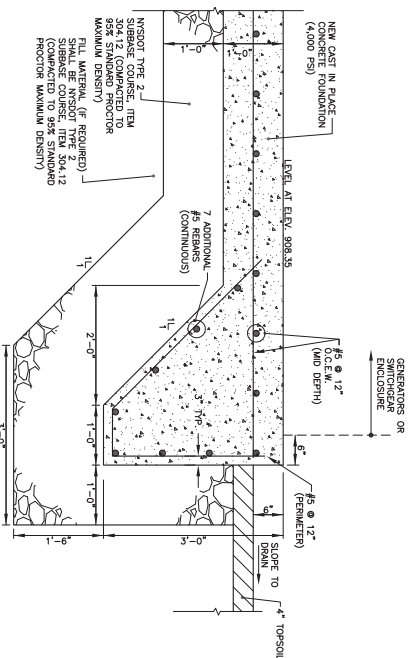 NEW CAST IN PLACE
CONCRETE FOUNDATION
(4,000 PSI)
LEVEL AT ELEV. 908.35
GENERATORS OR
SWITCHGEAR
ENCLOSURE
6"
#5 @ 12"
O.C.E.W.
(MID DEPTH)
#5 @ 12"
(PERIMETER)
SLOPE TO
DRAIN
4" TOPSOIL
1'-0"
1'-0"
6"
NYSDOT TYPE 2
SUBBASE COURSE, ITEM
304.12 (COMPACTED TO
95% STANDARD PROCTOR
MAXIMUM DENSITY)
7 ADDITIONAL
#5 REBARS
(CONTINUOUS)
3" TYP
1
1
FILL MATERIAL (IF REQUIRED)
SHALL BE NYSDOT TYPE 2
SUBBASE COURSE, ITEM 304.12
(COMPACTED TO 95% STANDARD
PROCTOR MAXIMUM DENSITY)
1
1
2'-0"
1'-0"
1'-0"
3'-0"
1'-6"